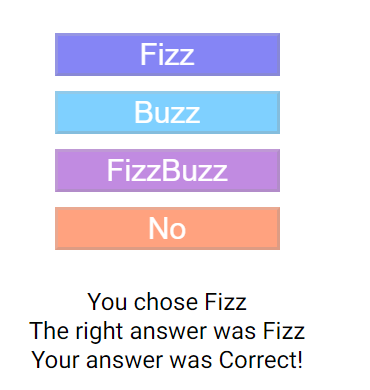 Fizz
Buzz
FizzBuzz
No
You chose Fizz
The right answer was Fizz
Your answer was Correct!